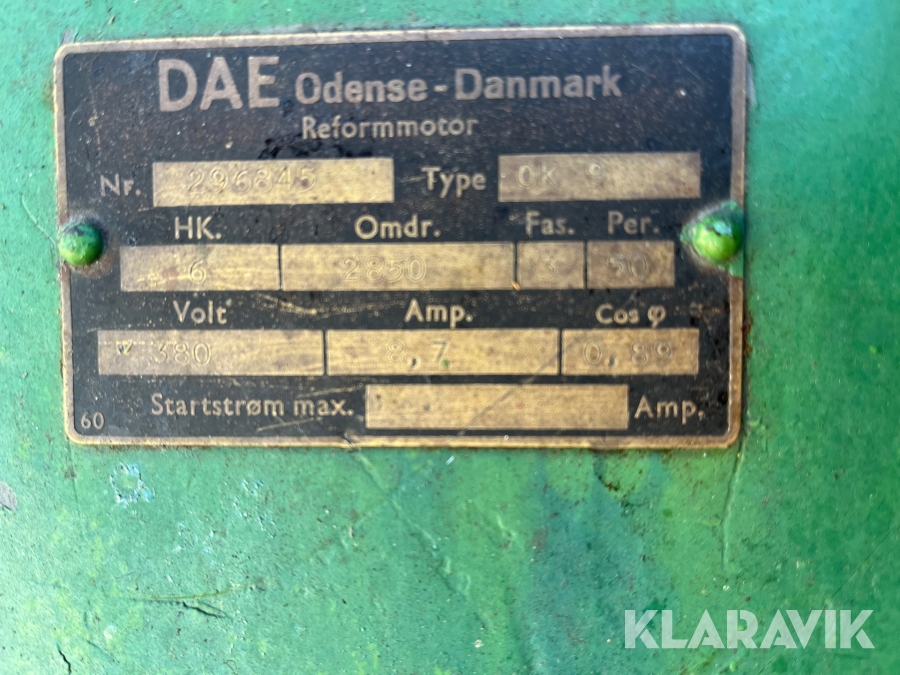 DAE Odense-Danmark
Reformmotor
Nr. 296845 Type OK 9
HK. Omdr. Fas. Per.
6 2850 3 50
Volt Amp. Cos φ
380 8,7 0,89
Startstrøm max. Amp.
60
KLARAVIK